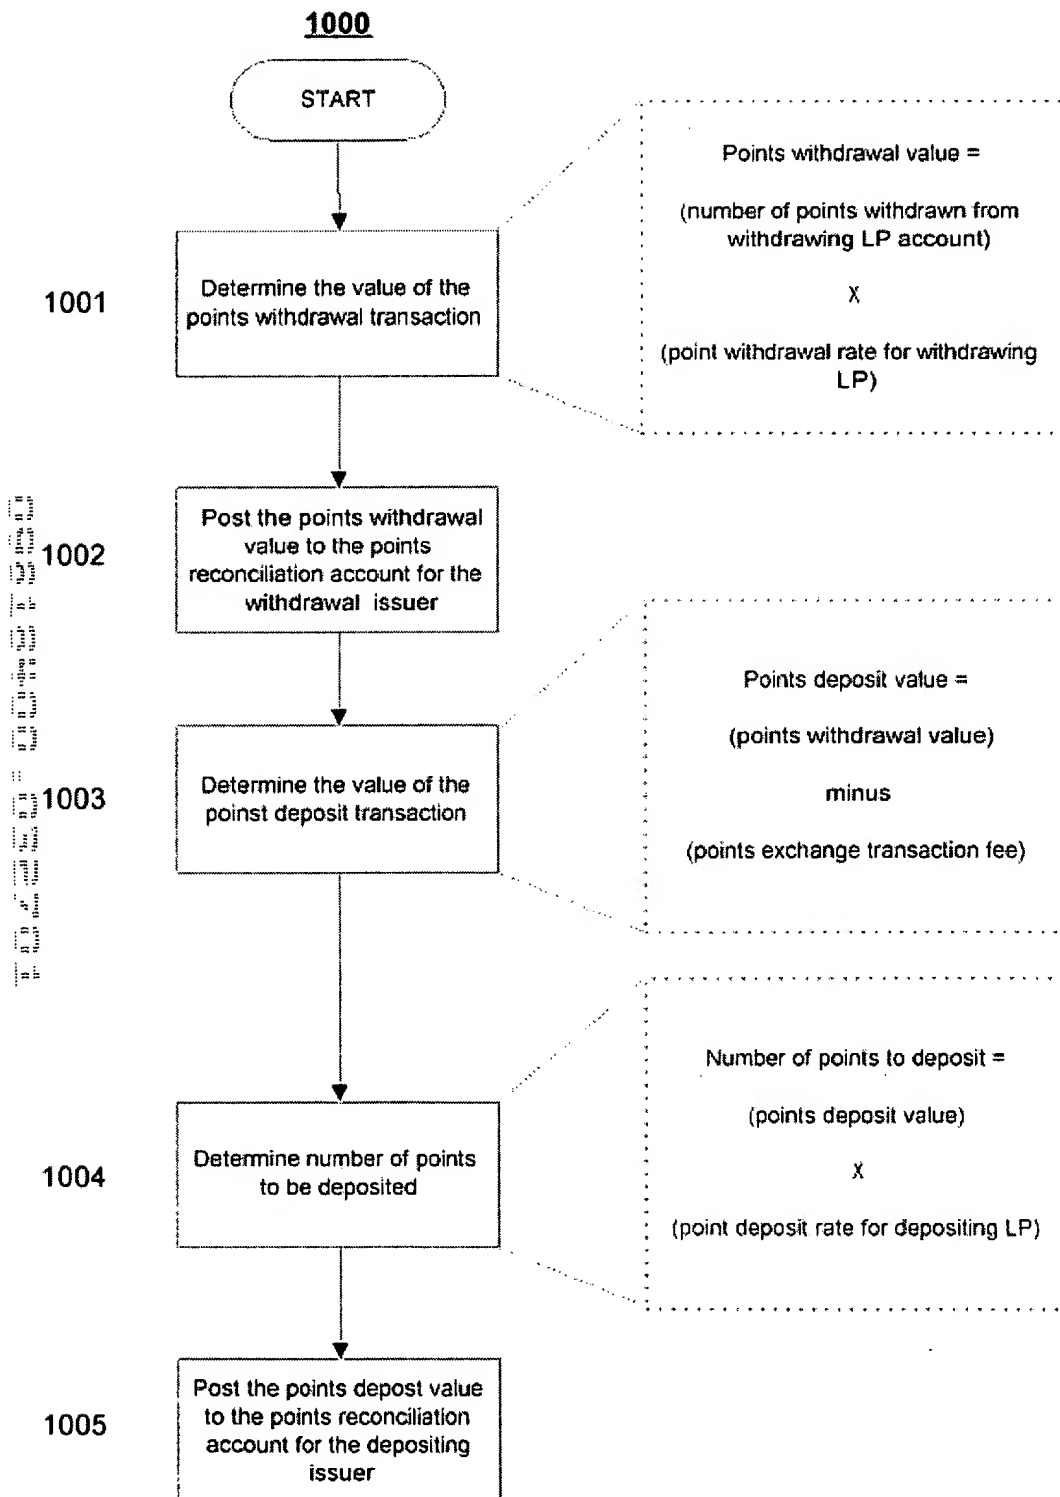 1000
START
Points withdrawal value =
(number of points withdrawn from
withdrawing LP account)
X
(point withdrawal rate for withdrawing
LP)
1001
Determine the value of the
points withdrawal transaction
1002
Post the points withdrawal
value to the points
reconciliation account for the
withdrawal issuer
Points deposit value =
(points withdrawal value)
minus
(points exchange transaction fee)
1003
Determine the value of the
poinst deposit transaction
Number of points to deposit =
(points deposit value)
X
(point deposit rate for depositing LP)
1004
Determine number of points
to be deposited
1005
Post the points depost value
to the points reconciliation
account for the depositing
issuer